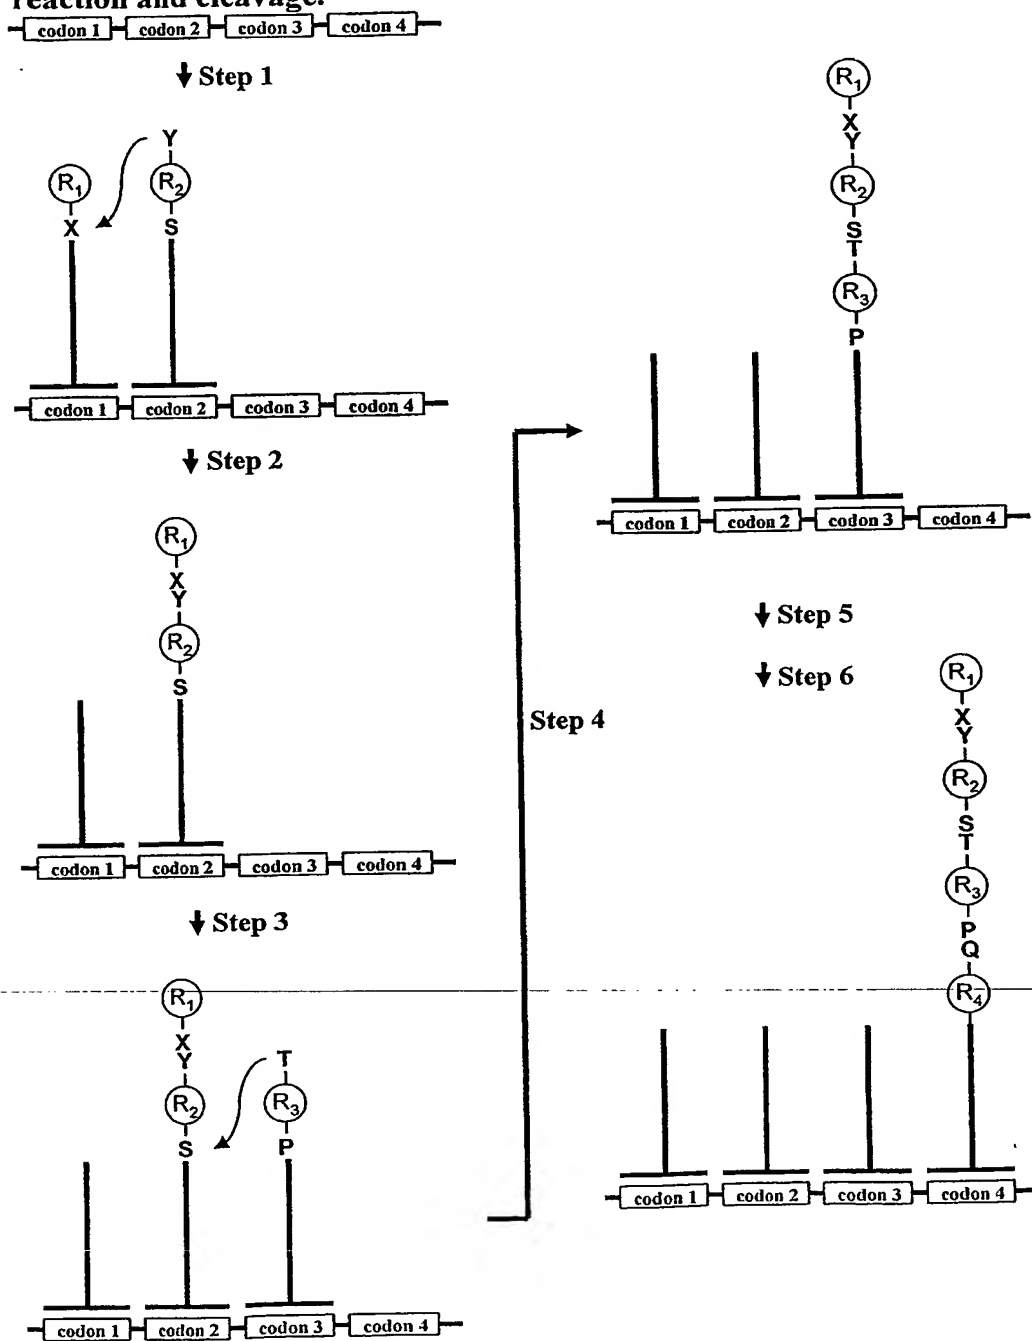 reaction and cleavage.
codon 1 codon 2 codon 3 codon 4
Step 1
Y
R1 R2
X S
codon 1 codon 2 codon 3 codon 4
Step 2
R1
X
Y
R2
S
codon 1 codon 2 codon 3 codon 4
Step 3
R1
X
Y T
R2 R3
S P
codon 1 codon 2 codon 3 codon 4
Step 4
R1
X
Y
R2
S
T
R3
P
codon 1 codon 2 codon 3 codon 4
Step 5
Step 6
R1
X
Y
R2
S
T
R3
P
Q
R4
codon 1 codon 2 codon 3 codon 4